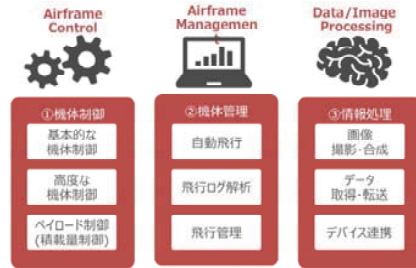 Airframe
Control
①機体制御
基本的な
機体制御
高度な
機体制御
ペイロード制御
(積載量制御)
Airframe
Managemen
t
②機体管理
自動飛行
飛行ログ解析
飛行管理
Data/Image
Processing
③情報処理
画像
撮影·合成
データ
取得·転送
デバイス連携